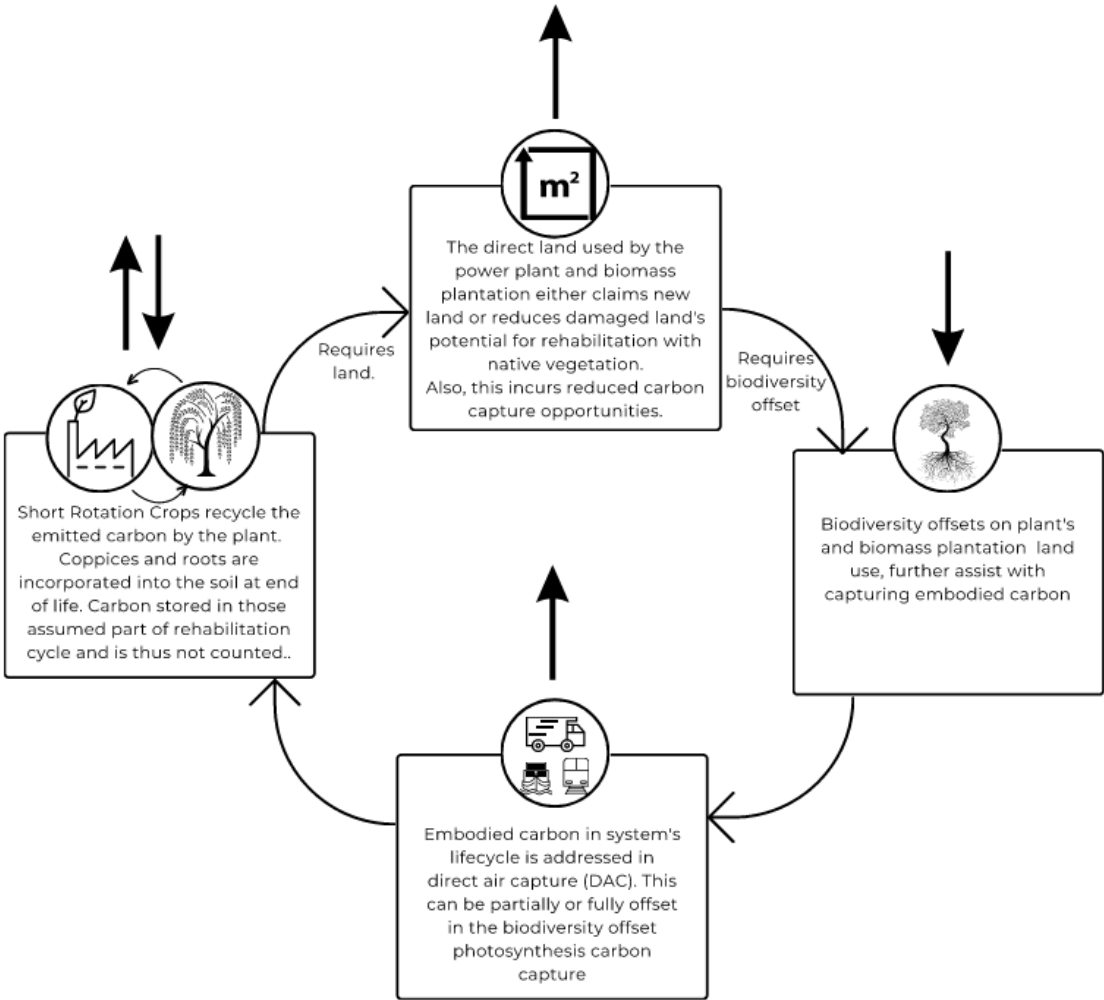 m²
The direct land used by the
power plant and biomass
plantation either claims new
land or reduces damaged land's
potential for rehabilitation with
native vegetation.
Also, this incurs reduced carbon
capture opportunities.
Requires
land.
Requires
biodiversity
offset
Short Rotation Crops recycle the
emitted carbon by the plant.
Coppices and roots are
incorporated into the soil at end
of life. Carbon stored in those
assumed part of rehabilitation
cycle and is thus not counted..
Biodiversity offsets on plant's
and biomass plantation land
use, further assist with
capturing embodied carbon
Embodied carbon in system's
lifecycle is addressed in
direct air capture (DAC). This
can be partially or fully offset
in the biodiversity offset
photosynthesis carbon
capture